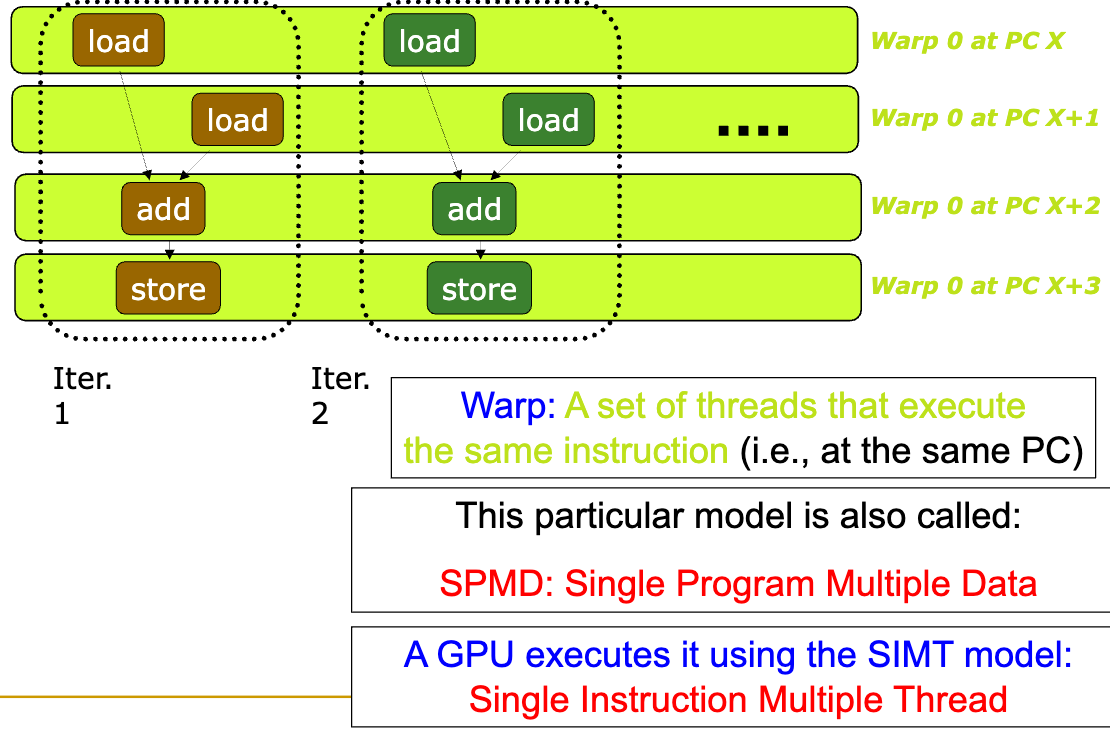 load load Warp 0 at PC X
load load .... Warp 0 at PC X+1
add add Warp 0 at PC X+2
store store Warp 0 at PC X+3
Iter. Iter.
1 2
Warp: A set of threads that execute
the same instruction (i.e., at the same PC)
This particular model is also called:
SPMD: Single Program Multiple Data
A GPU executes it using the SIMT model:
Single Instruction Multiple Thread